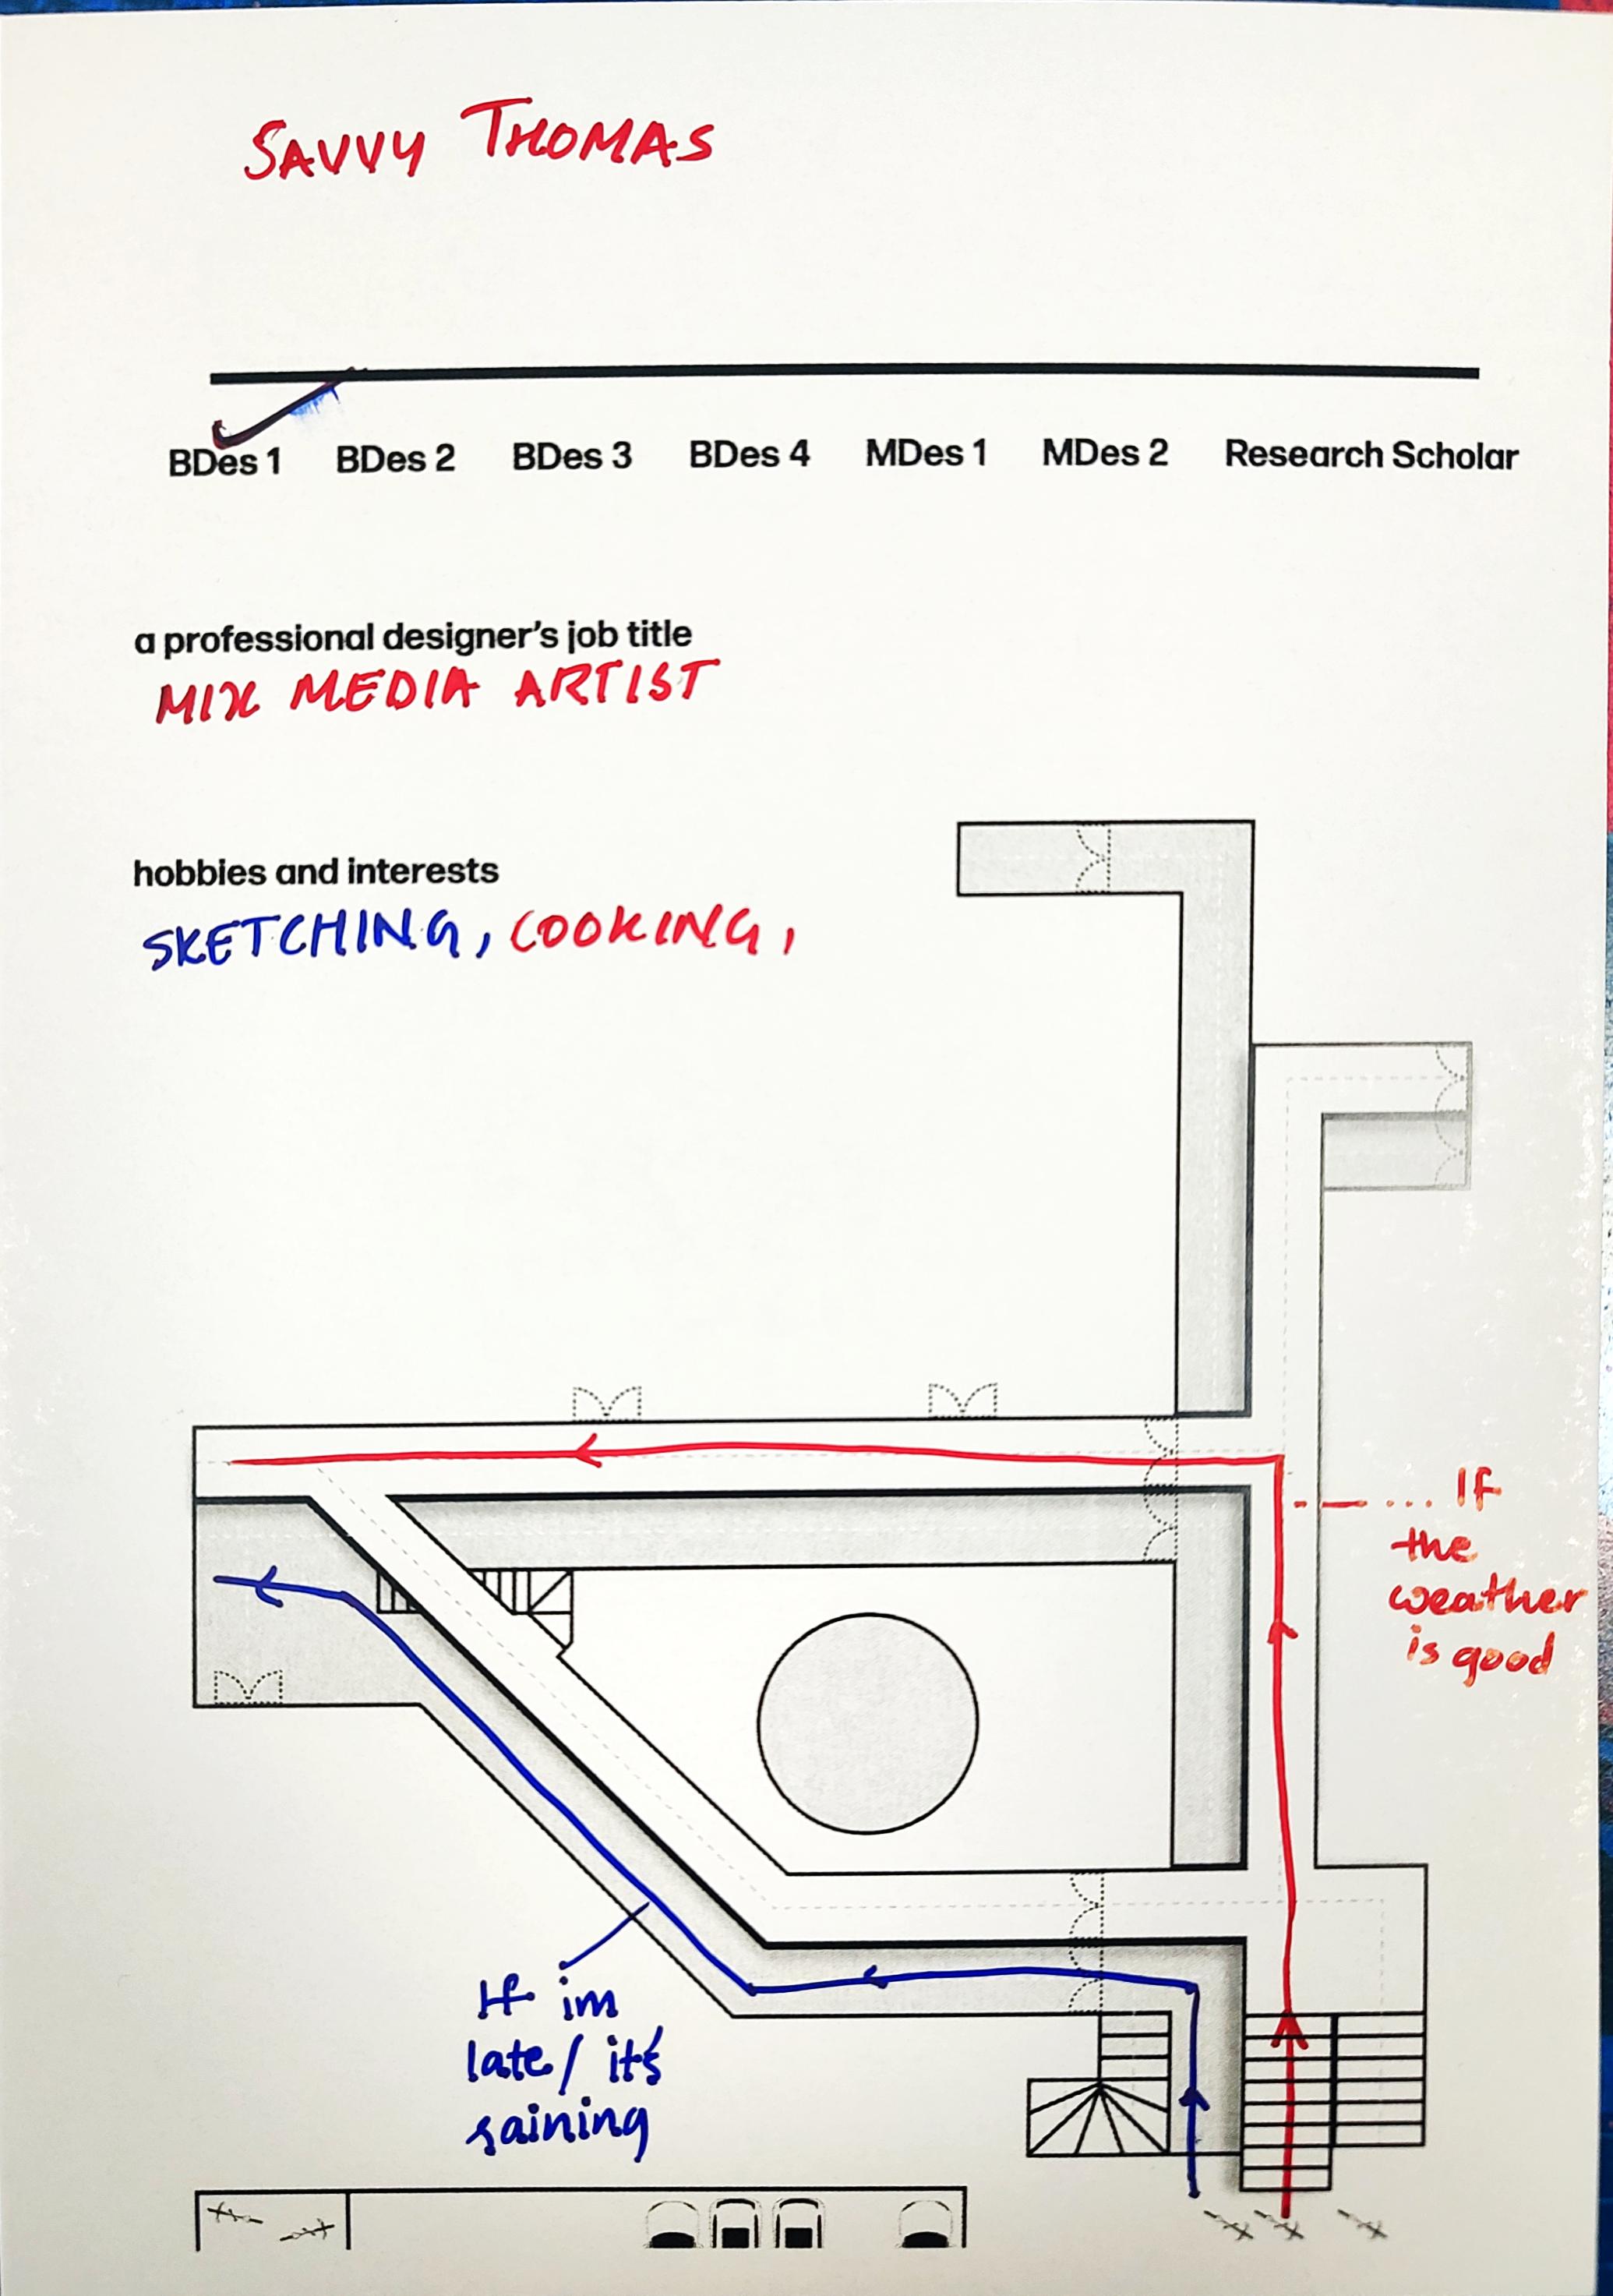 SAVVY THOMAS
BDes 1 BDes 2 BDes 3 BDes 4 MDes 1 MDes 2 Research Scholar
a professional designer's job title
MIX MEDIA ARTIST
hobbies and interests
SKETCHING, COOKING,
If
the
weather
is good
If im
late/it's
raining